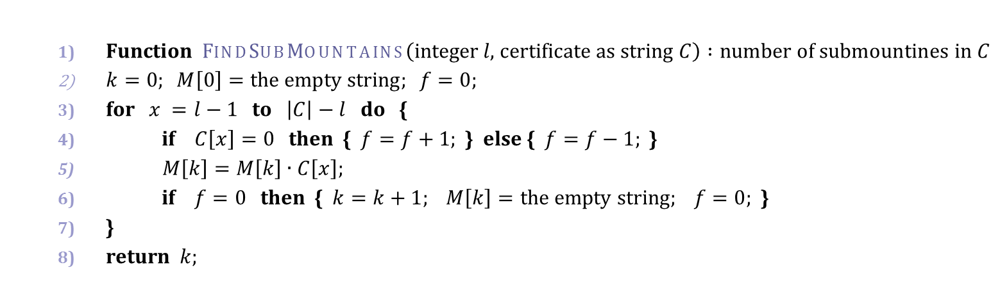 1) Function FINDSUBMOUNTAINS(integer l, certificate as string C) : number of submountines in C
2) k = 0; M[0] = the empty string; f = 0;
3) for x = l − 1 to |C| − l do {
4) if C[x] = 0 then { f = f + 1; } else { f = f − 1; }
5) M[k] = M[k] · C[x];
6) if f = 0 then { k = k + 1; M[k] = the empty string; f = 0; }
7) }
8) return k;